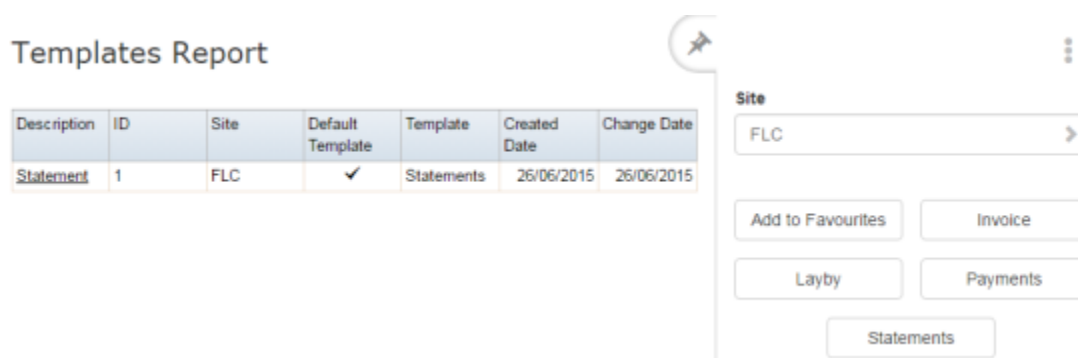 Templates Report
Description ID Site Default Template Template Created Date Change Date
Statement 1 FLC ✓ Statements 26/06/2015 26/06/2015
Site
FLC
Add to Favourites Invoice
Layby Payments
Statements